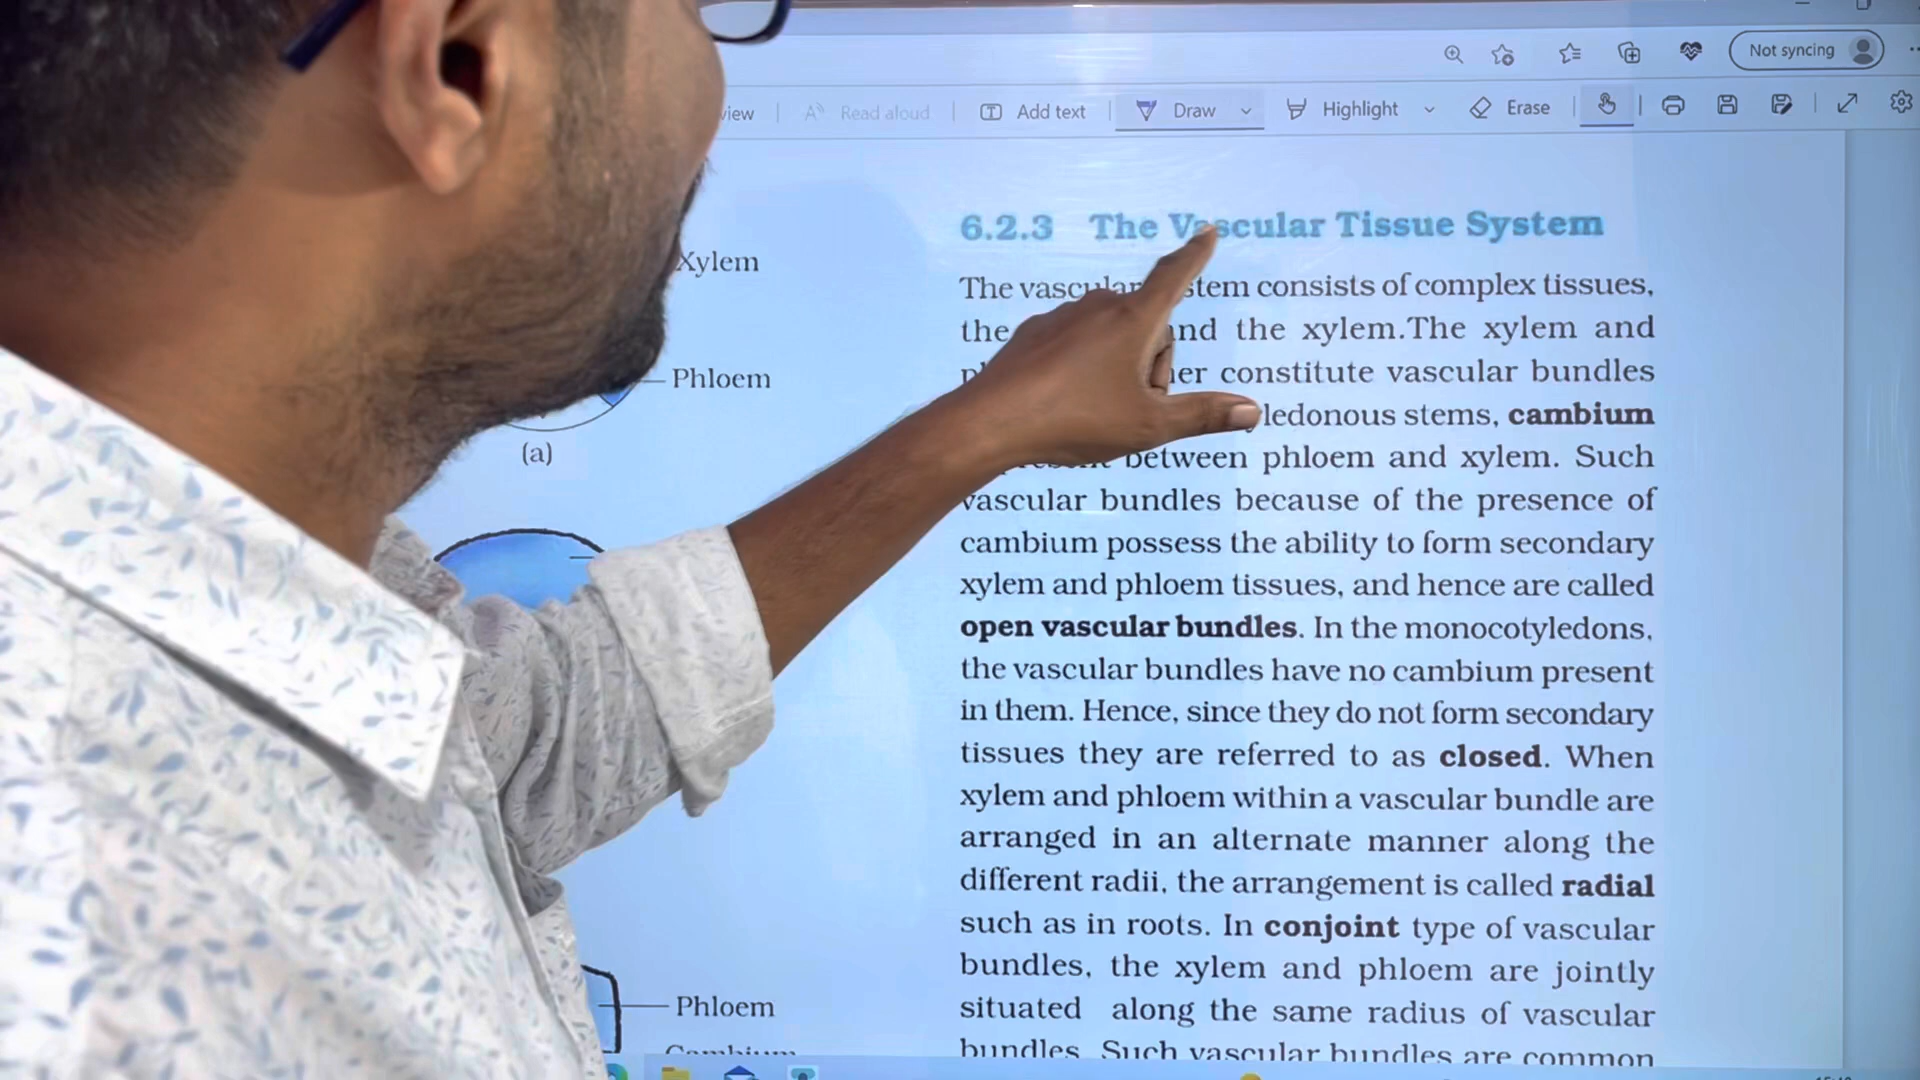 Not syncing
Read aloud
Add text
Draw
Highlight
Erase
Xylem
Phloem
(a)
Phloem
6.2.3 The Vascular Tissue System
The vascular consists of complex tissues,
the the xylem.The xylem and
constitute vascular bundles
stems, cambium
between phloem and xylem. Such
vascular bundles because of the presence of
cambium possess the ability to form secondary
xylem and phloem tissues, and hence are called
open vascular bundles. In the monocotyledons,
the vascular bundles have no cambium present
in them. Hence, since they do not form secondary
tissues they are referred to as closed. When
xylem and phloem within a vascular bundle are
arranged in an alternate manner along the
different radii, the arrangement is called radial
such as in roots. In conjoint type of vascular
bundles, the xylem and phloem are jointly
situated along the same radius of vascular
bundles. Such vascular bundles are common